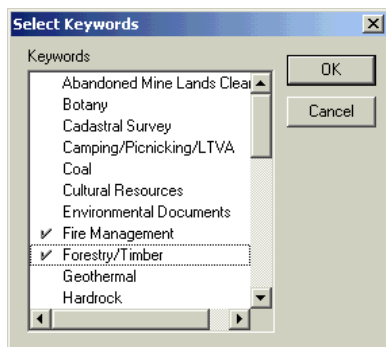 Select Keywords
Keywords
Abandoned Mine Lands Clear
Botany
Cadastral Survey
Camping/Picnicking/LTVA
Coal
Cultural Resources
Environmental Documents
Fire Management
Forestry/Timber
Geothermal
Hardrock
OK
Cancel